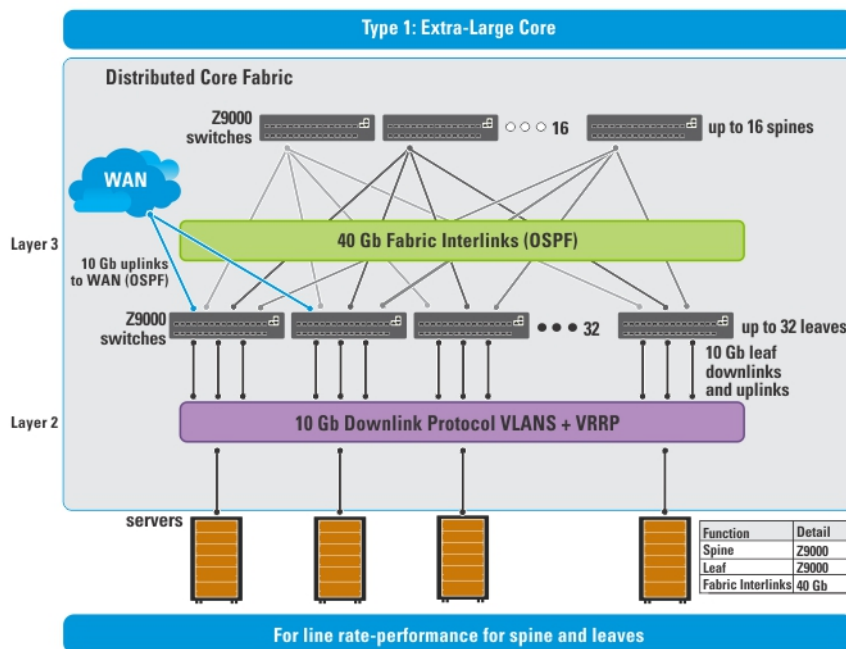 Type 1: Extra-Large Core
Distributed Core Fabric
Z9000
switches
16
up to 16 spines
WAN
Layer 3
40 Gb Fabric Interlinks (OSPF)
10 Gb uplinks
to WAN (OSPF)
Z9000
switches
32
up to 32 leaves
10 Gb leaf
downlinks
and uplinks
Layer 2
10 Gb Downlink Protocol VLANS + VRRP
servers
Function Detail
Spine Z9000
Leaf Z9000
Fabric Interlinks 40 Gb
For line rate-performance for spine and leaves